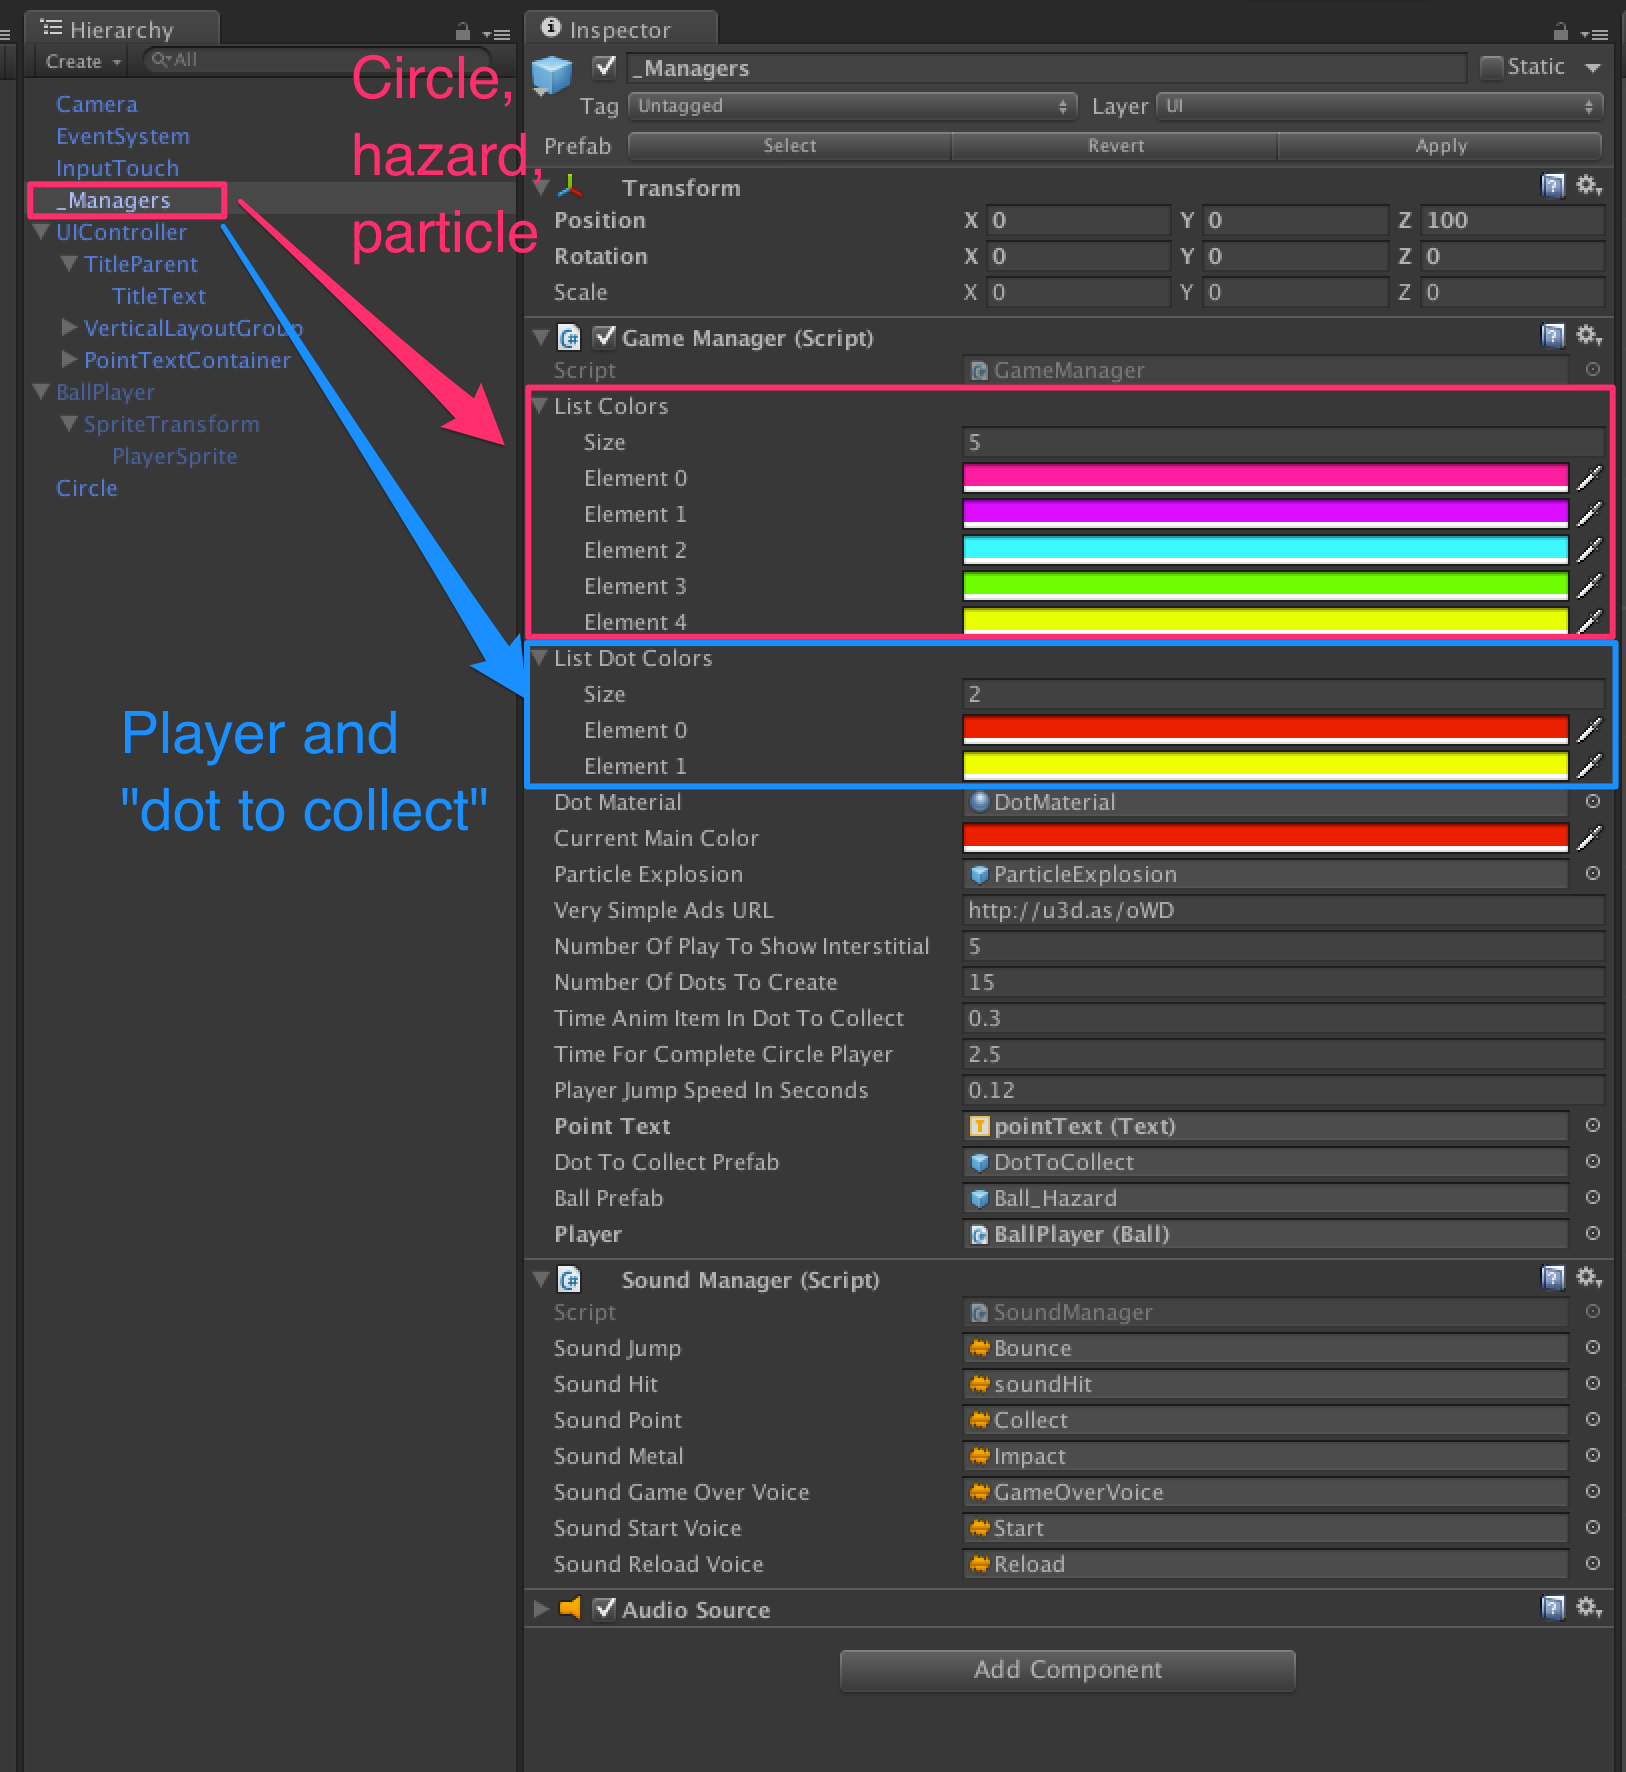 Hierarchy
Create
All
Camera
EventSystem
InputTouch
_Managers
UIController
TitleParent
TitleText
VerticalLayoutGroup
PointTextContainer
BallPlayer
SpriteTransform
PlayerSprite
Circle
Circle,
hazard,
particle
Player and
"dot to collect"
Inspector
_Managers Static
Tag Untagged Layer UI
Prefab Select Revert Apply
Transform
Position X 0 Y 0 Z 100
Rotation X 0 Y 0 Z 0
Scale X 0 Y 0 Z 0
Game Manager (Script)
Script GameManager
List Colors
Size 5
Element 0
Element 1
Element 2
Element 3
Element 4
List Dot Colors
Size 2
Element 0
Element 1
Dot Material DotMaterial
Current Main Color
Particle Explosion ParticleExplosion
Very Simple Ads URL http://u3d.as/oWD
Number Of Play To Show Interstitial 5
Number Of Dots To Create 15
Time Anim Item In Dot To Collect 0.3
Time For Complete Circle Player 2.5
Player Jump Speed In Seconds 0.12
Point Text pointText (Text)
Dot To Collect Prefab DotToCollect
Ball Prefab Ball_Hazard
Player BallPlayer (Ball)
Sound Manager (Script)
Script SoundManager
Sound Jump Bounce
Sound Hit soundHit
Sound Point Collect
Sound Metal Impact
Sound Game Over Voice GameOverVoice
Sound Start Voice Start
Sound Reload Voice Reload
Audio Source
Add Component